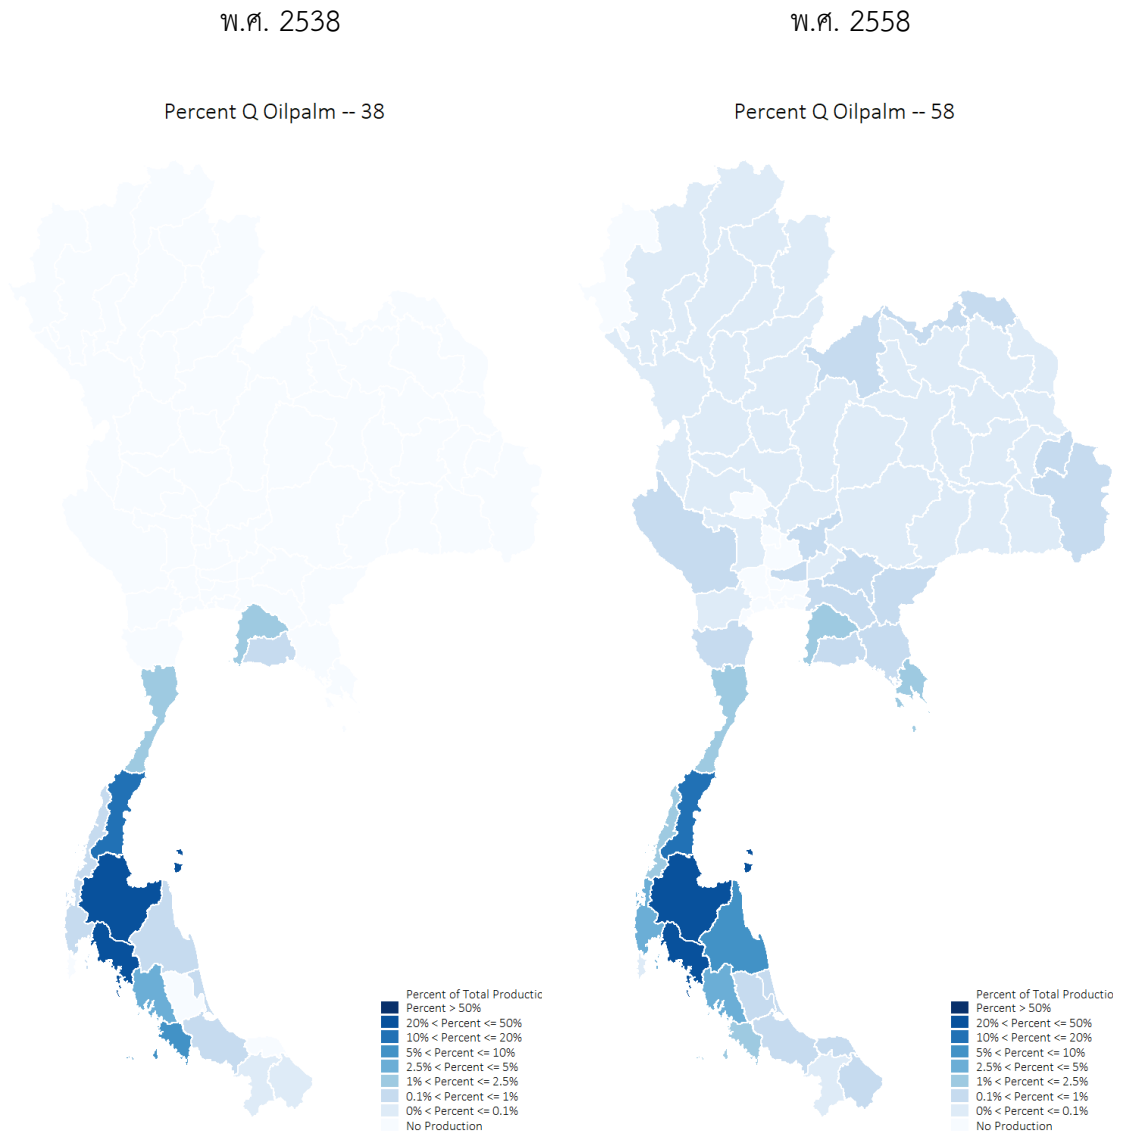 พ.ศ. 2538
Percent Q Oilpalm -- 38
Percent of Total Productic
Percent > 50%
20% < Percent <= 50%
10% < Percent <= 20%
5% < Percent <= 10%
2.5% < Percent <= 5%
1% < Percent <= 2.5%
0.1% < Percent <= 1%
0% < Percent <= 0.1%
No Production
พ.ศ. 2558
Percent Q Oilpalm -- 58
Percent of Total Productio
Percent > 50%
20% < Percent <= 50%
10% < Percent <= 20%
5% < Percent <= 10%
2.5% < Percent <= 5%
1% < Percent <= 2.5%
0.1% < Percent <= 1%
0% < Percent <= 0.1%
No Production